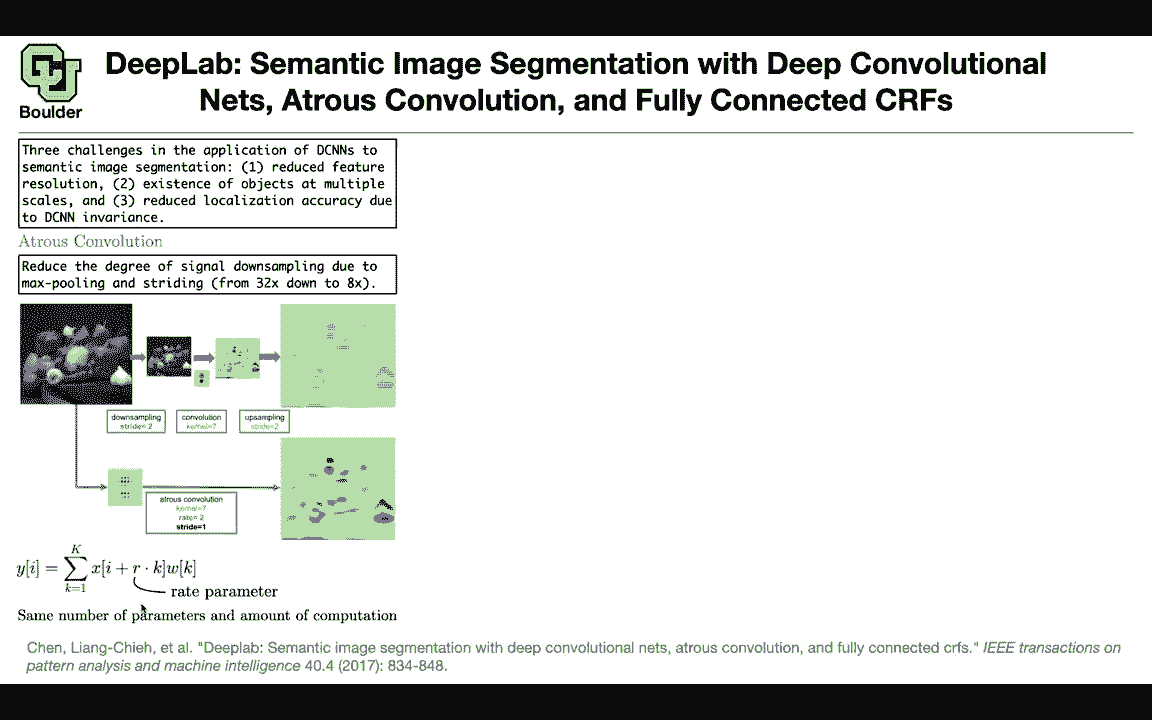 DeepLab: Semantic Image Segmentation with Deep Convolutional
Nets, Atrous Convolution, and Fully Connected CRFs
CU
Boulder
Three challenges in the application of DCNNs to
semantic image segmentation: (1) reduced feature
resolution, (2) existence of objects at multiple
scales, and (3) reduced localization accuracy due
to DCNN invariance.
Atrous Convolution
Reduce the degree of signal downsampling due to
max-pooling and striding (from 32x down to 8x).
downsampling
stride= 2
convolution
kernel=7
upsampling
stride=2
atrous convolution
kernel=7
rate= 2
stride=1
y[i] = ∑_{k=1}^{K} x[i + r · k]w[k]
rate parameter
Same number of parameters and amount of computation
Chen, Liang-Chieh, et al. "Deeplab: Semantic image segmentation with deep convolutional nets, atrous convolution, and fully connected crfs." IEEE transactions on
pattern analysis and machine intelligence 40.4 (2017): 834-848.